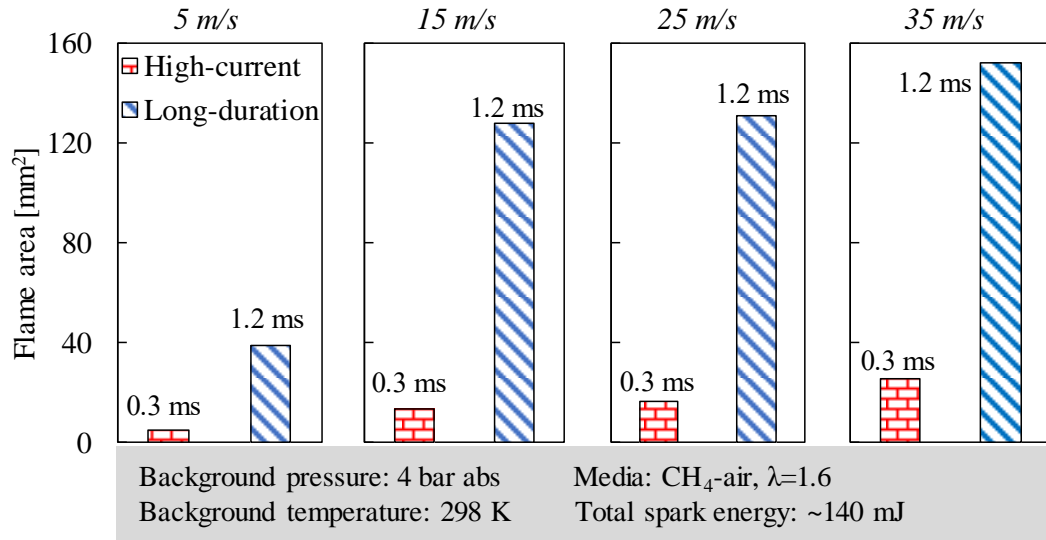 5 m/s 15 m/s 25 m/s 35 m/s
160
120
80
40
0
Flame area [mm²]
High-current
Long-duration
0.3 ms
1.2 ms
0.3 ms
1.2 ms
0.3 ms
1.2 ms
0.3 ms
1.2 ms
Background pressure: 4 bar abs Media: CH₄-air, λ=1.6
Background temperature: 298 K Total spark energy: ~140 mJ